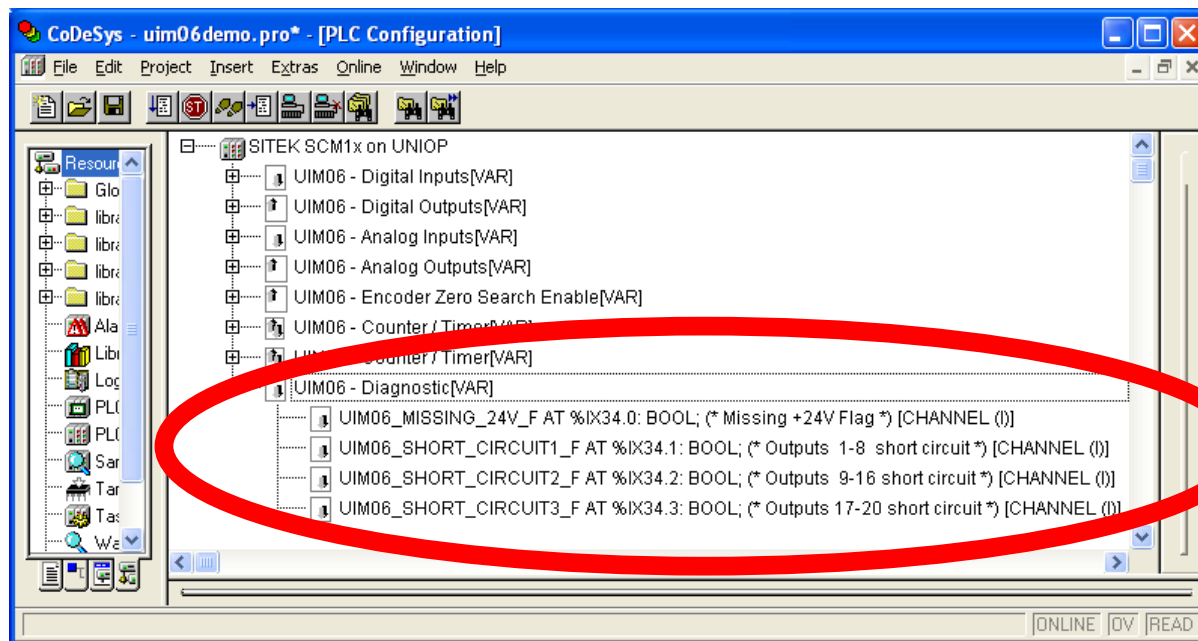 CoDeSys - uim06demo.pro* - [PLC Configuration]
File Edit Project Insert Extras Online Window Help
SITEK SCM1x on UNIOP
Resour
UIM06 - Digital Inputs[VAR]
Glo
UIM06 - Digital Outputs[VAR]
libra
UIM06 - Analog Inputs[VAR]
libra
UIM06 - Analog Outputs[VAR]
libra
UIM06 - Encoder Zero Search Enable[VAR]
libra
UIM06 - Counter / Timer[VAR]
Ala
UIM06 - Counter / Timer[VAR]
Libr
UIM06 - Diagnostic[VAR]
Log
UIM06_MISSING_24V_F AT %IX34.0: BOOL; (* Missing +24V Flag *) [CHANNEL (I)]
PL(
UIM06_SHORT_CIRCUIT1_F AT %IX34.1: BOOL; (* Outputs 1-8 short circuit *) [CHANNEL (I)]
PL(
UIM06_SHORT_CIRCUIT2_F AT %IX34.2: BOOL; (* Outputs 9-16 short circuit *) [CHANNEL (I)]
Sar
Tar
UIM06_SHORT_CIRCUIT3_F AT %IX34.3: BOOL; (* Outputs 17-20 short circuit *) [CHANNEL (I)]
Tas
Wa
ONLINE OV READ